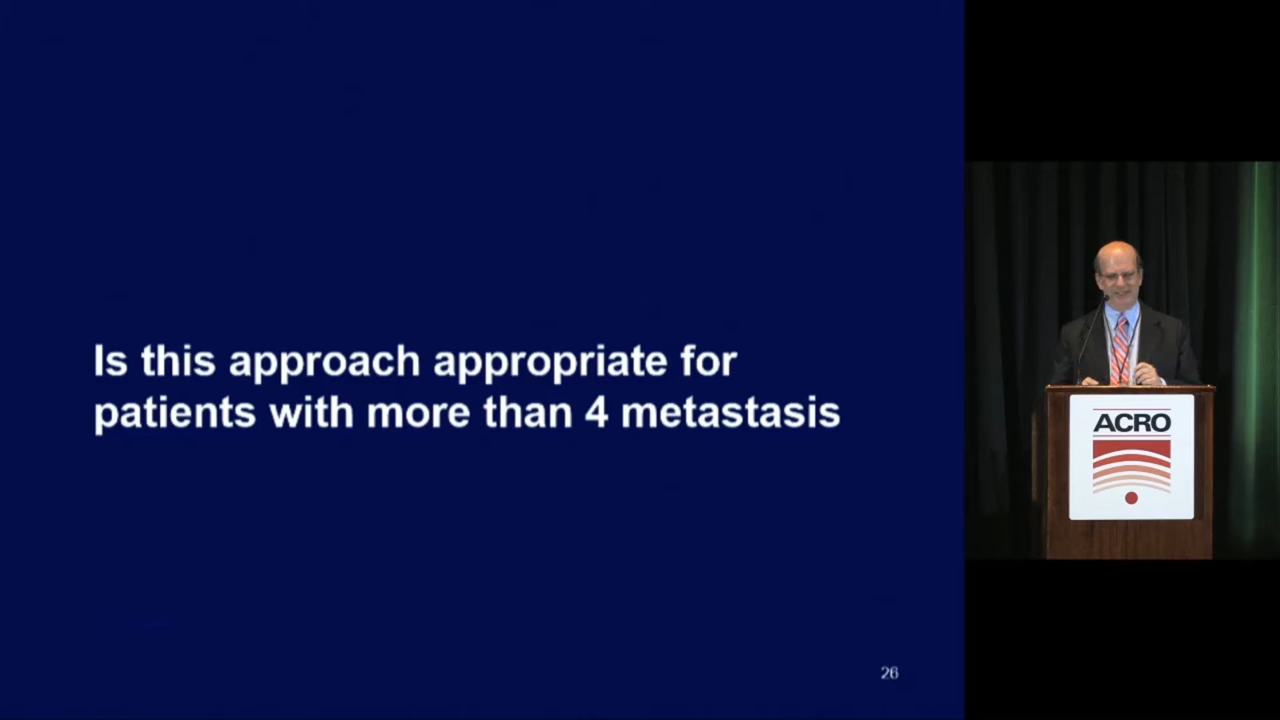 Is this approach appropriate for
patients with more than 4 metastasis
26
ACRO